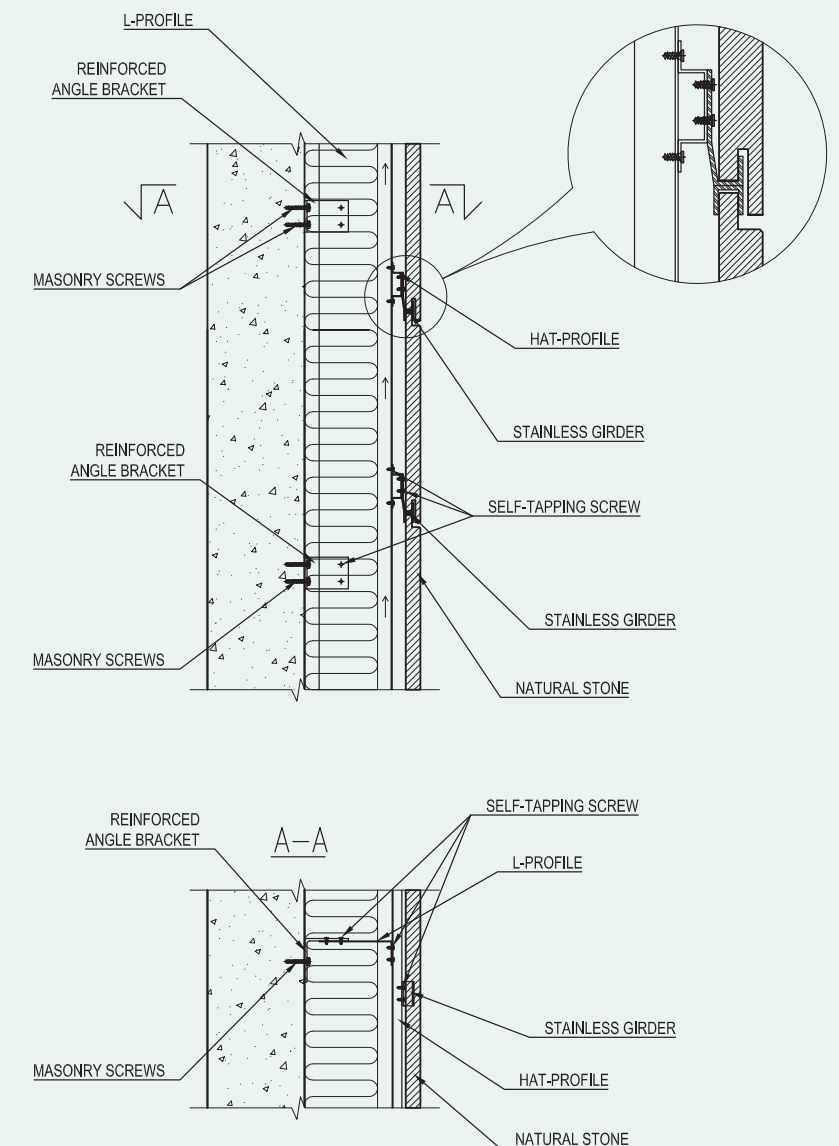 L-PROFILE
REINFORCED
ANGLE BRACKET
A
A
MASONRY SCREWS
HAT-PROFILE
STAINLESS GIRDER
REINFORCED
ANGLE BRACKET
SELF-TAPPING SCREW
STAINLESS GIRDER
MASONRY SCREWS
NATURAL STONE
SELF-TAPPING SCREW
REINFORCED
ANGLE BRACKET
A-A
L-PROFILE
STAINLESS GIRDER
MASONRY SCREWS
HAT-PROFILE
NATURAL STONE